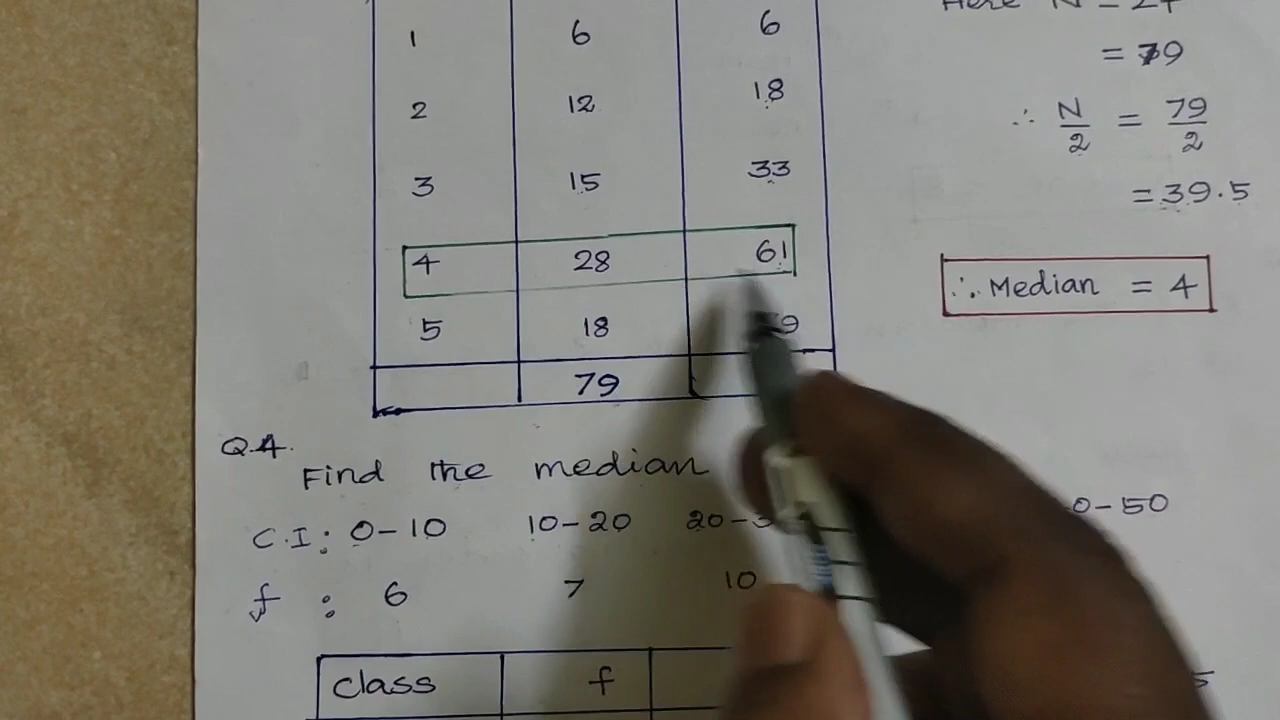 Here N = Σf
= 79
1 6 6
2 12 18
∴ N/2 = 79/2
3 15 33
= 39.5
4 28 61
∴ Median = 4
5 18
79
Q.4.
Find the median
C.I: 0-10 10-20 0-50
f : 6 7 10
class f